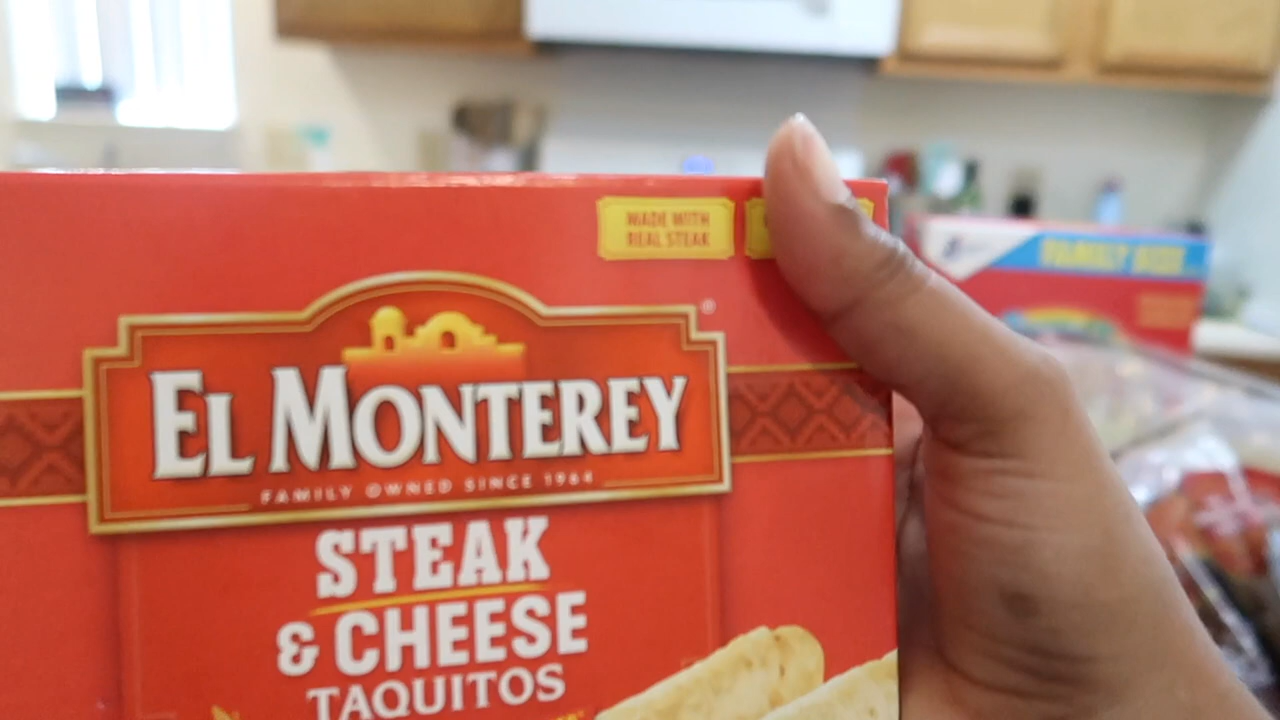 MADE WITH
REAL STEAK
EL MONTEREY
®
FAMILY OWNED SINCE 1964
STEAK
& CHEESE
TAQUITOS
FAMILY SIZE